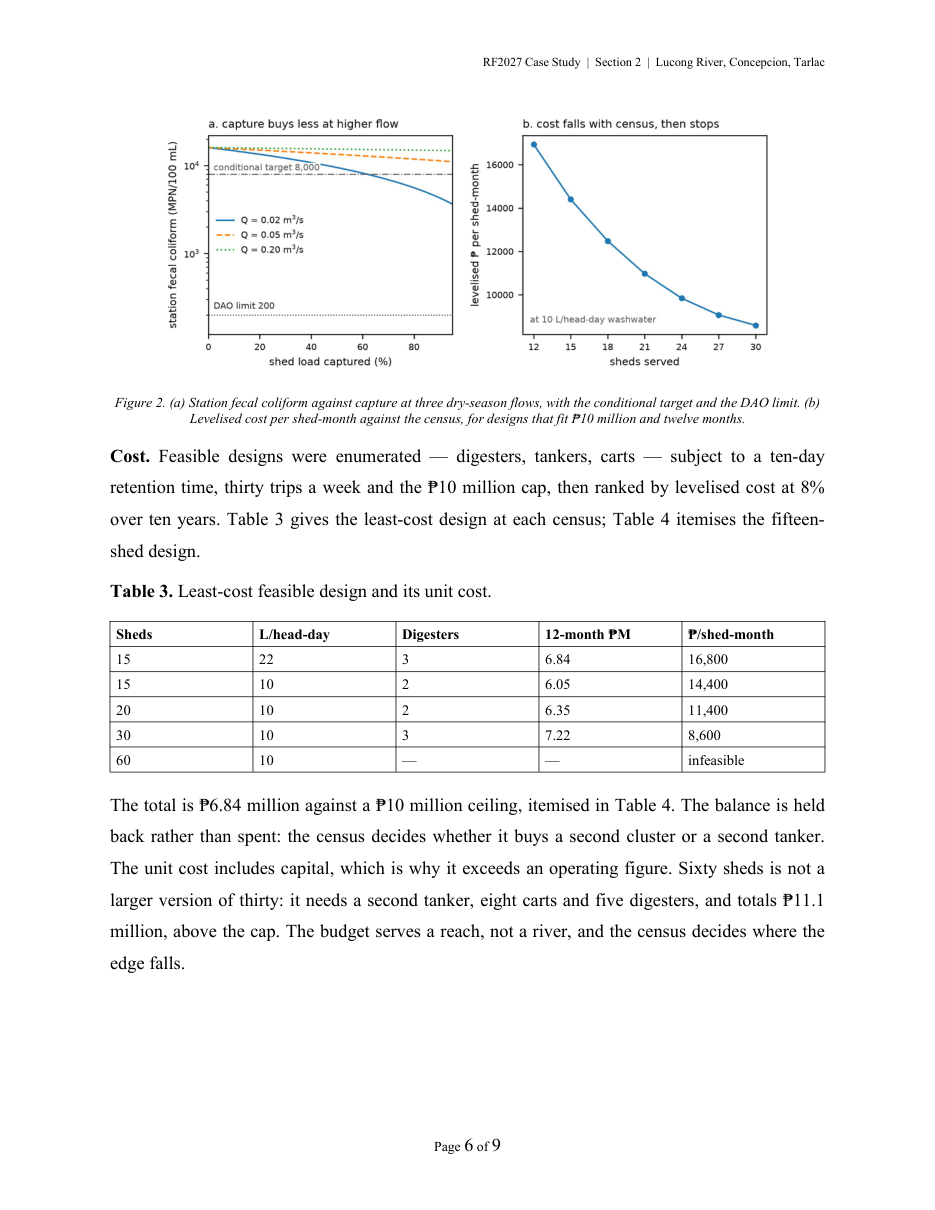 RF2027 Case Study | Section 2 | Lucong River, Concepcion, Tarlac
a. capture buys less at higher flow
station fecal coliform (MPN/100 mL)
10⁴
10³
conditional target 8,000
Q = 0.02 m³/s
Q = 0.05 m³/s
Q = 0.20 m³/s
DAO limit 200
0 20 40 60 80
shed load captured (%)
b. cost falls with census, then stops
levelised ₱ per shed-month
16000
14000
12000
10000
at 10 L/head-day washwater
12 15 18 21 24 27 30
sheds served
Figure 2. (a) Station fecal coliform against capture at three dry-season flows, with the conditional target and the DAO limit. (b)
Levelised cost per shed-month against the census, for designs that fit ₱10 million and twelve months.
Cost. Feasible designs were enumerated — digesters, tankers, carts — subject to a ten-day
retention time, thirty trips a week and the ₱10 million cap, then ranked by levelised cost at 8%
over ten years. Table 3 gives the least-cost design at each census; Table 4 itemises the fifteen-
shed design.
Table 3. Least-cost feasible design and its unit cost.
Sheds L/head-day Digesters 12-month ₱M ₱/shed-month
15 22 3 6.84 16,800
15 10 2 6.05 14,400
20 10 2 6.35 11,400
30 10 3 7.22 8,600
60 10 — — infeasible
The total is ₱6.84 million against a ₱10 million ceiling, itemised in Table 4. The balance is held
back rather than spent: the census decides whether it buys a second cluster or a second tanker.
The unit cost includes capital, which is why it exceeds an operating figure. Sixty sheds is not a
larger version of thirty: it needs a second tanker, eight carts and five digesters, and totals ₱11.1
million, above the cap. The budget serves a reach, not a river, and the census decides where the
edge falls.
Page 6 of 9